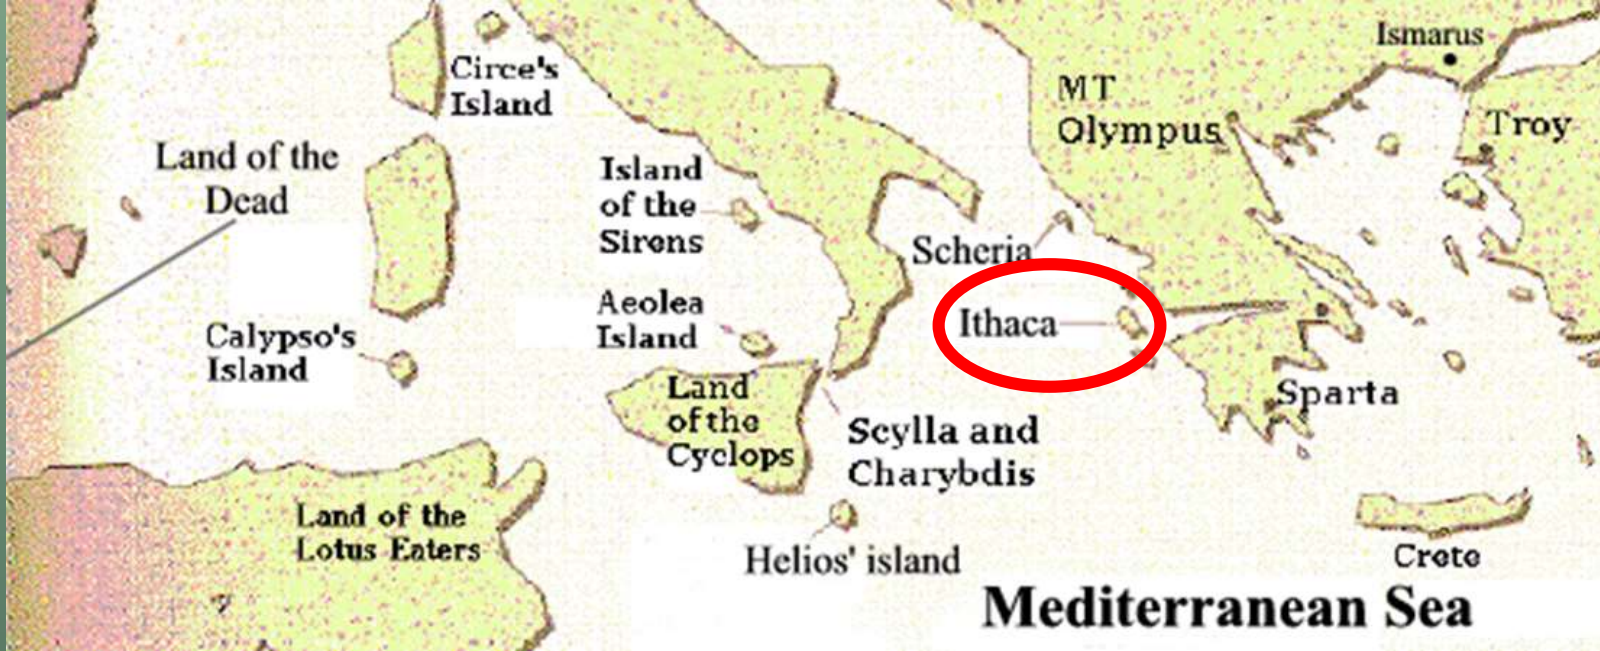 Circe's
Island
Ismarus
MT
Olympus
Troy
Land of the
Dead
Island
of the
Sirens
Scheria
Aeolea
Island
Ithaca
Calypso's
Island
Land
of the
Cyclops
Sparta
Scylla and
Charybdis
Land of the
Lotus Eaters
Helios' island
Crete
Mediterranean Sea